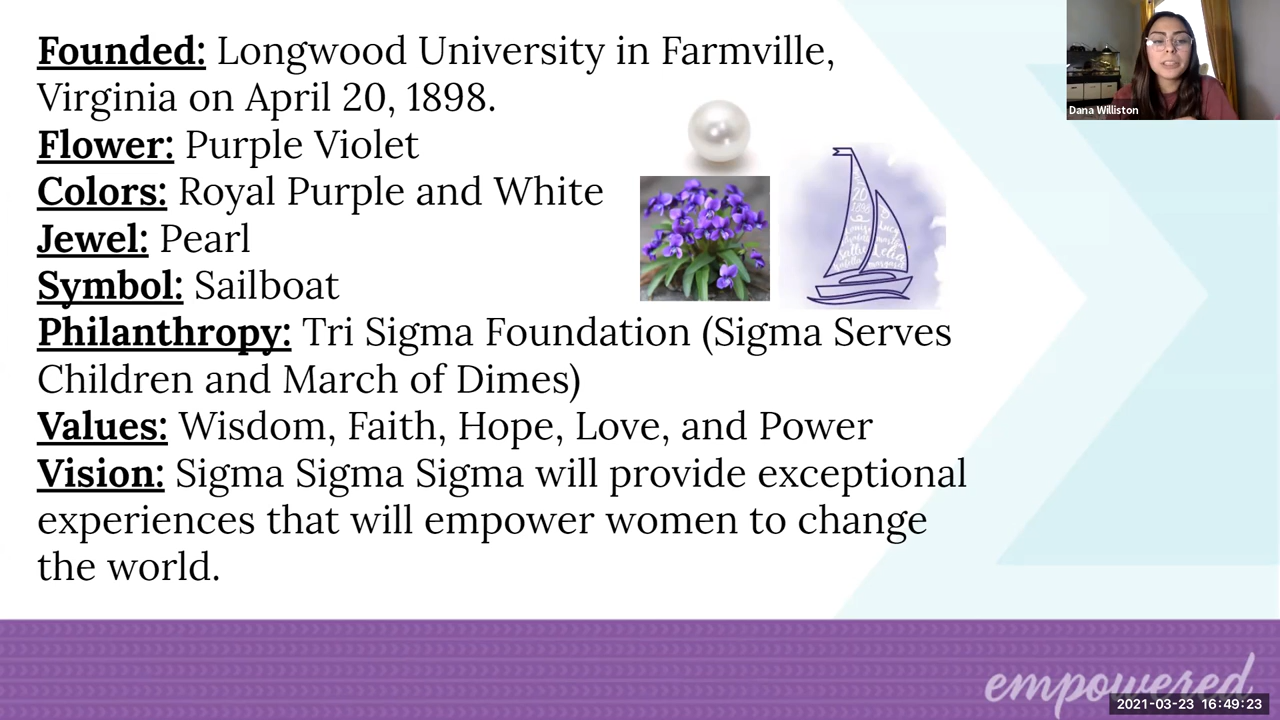 Founded: Longwood University in Farmville,
Virginia on April 20, 1898.
Flower: Purple Violet
Colors: Royal Purple and White
Jewel: Pearl
Symbol: Sailboat
Philanthropy: Tri Sigma Foundation (Sigma Serves
Children and March of Dimes)
Values: Wisdom, Faith, Hope, Love, and Power
Vision: Sigma Sigma Sigma will provide exceptional
experiences that will empower women to change
the world.
Dana Williston
empowered
2021-03-23 16:49:23